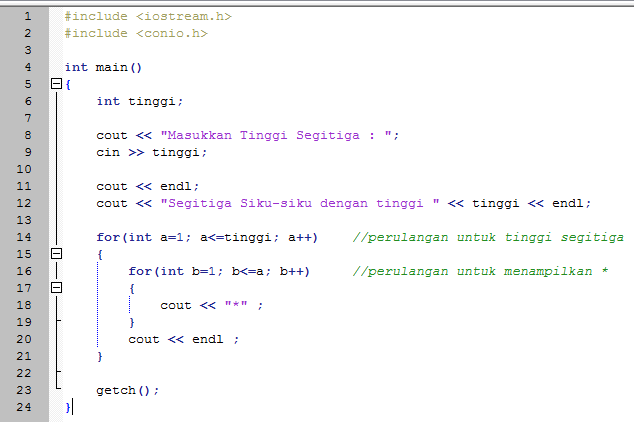 1 #include <iostream.h>
2 #include <conio.h>
3
4 int main()
5 {
6 int tinggi;
7
8 cout << "Masukkan Tinggi Segitiga : ";
9 cin >> tinggi;
10
11 cout << endl;
12 cout << "Segitiga Siku-siku dengan tinggi " << tinggi << endl;
13
14 for(int a=1; a<=tinggi; a++) //perulangan untuk tinggi segitiga
15 {
16 for(int b=1; b<=a; b++) //perulangan untuk menampilkan *
17 {
18 cout << "*" ;
19 }
20 cout << endl ;
21 }
22
23 getch();
24 }